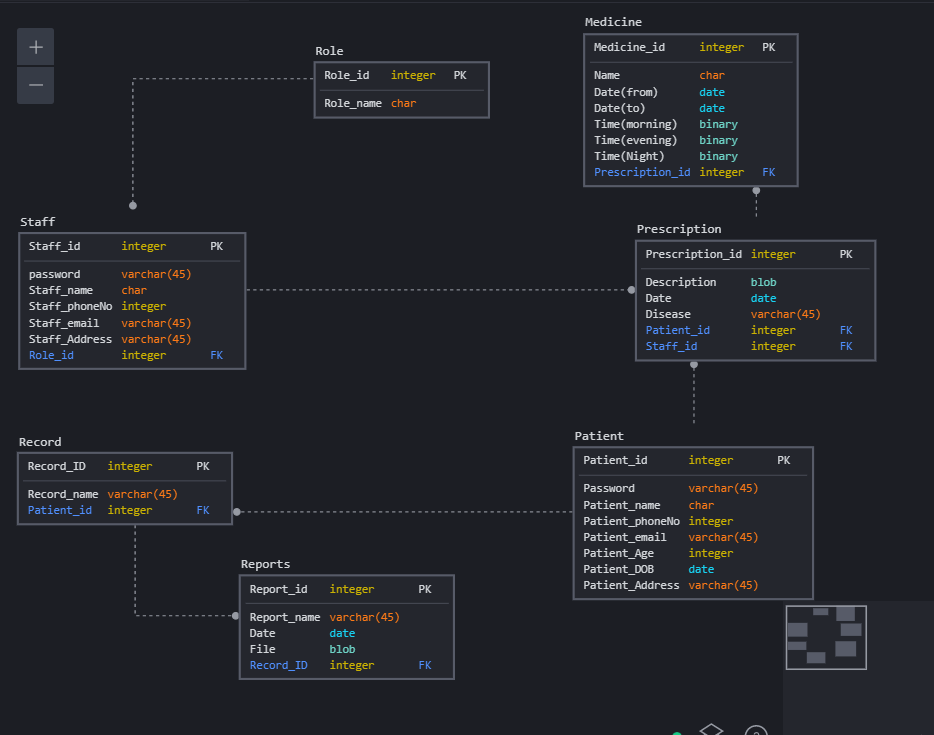 Medicine
Medicine_id integer PK
Name char
Date(from) date
Date(to) date
Time(morning) binary
Time(evening) binary
Time(Night) binary
Prescription_id integer FK
Role
Role_id integer PK
Role_name char
Staff
Staff_id integer PK
password varchar(45)
Staff_name char
Staff_phoneNo integer
Staff_email varchar(45)
Staff_Address varchar(45)
Role_id integer FK
Prescription
Prescription_id integer PK
Description blob
Date date
Disease varchar(45)
Patient_id integer FK
Staff_id integer FK
Record
Record_ID integer PK
Record_name varchar(45)
Patient_id integer FK
Patient
Patient_id integer PK
Password varchar(45)
Patient_name char
Patient_phoneNo integer
Patient_email varchar(45)
Patient_Age integer
Patient_DOB date
Patient_Address varchar(45)
Reports
Report_id integer PK
Report_name varchar(45)
Date date
File blob
Record_ID integer FK